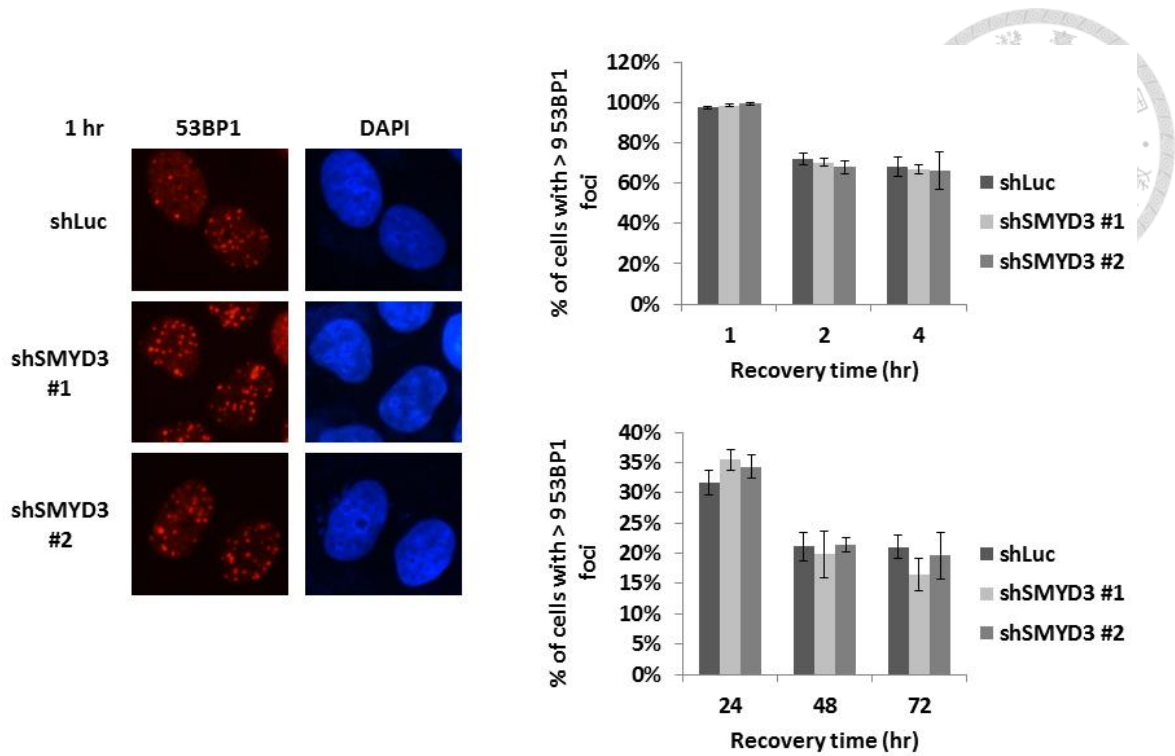 1 hr 53BP1 DAPI
shLuc
shSMYD3
#1
shSMYD3
#2
% of cells with > 9 53BP1
foci
120%
100%
80%
60%
40%
20%
0%
1 2 4
Recovery time (hr)
shLuc
shSMYD3 #1
shSMYD3 #2
% of cells with > 9 53BP1
foci
40%
35%
30%
25%
20%
15%
10%
5%
0%
24 48 72
Recovery time (hr)
shLuc
shSMYD3 #1
shSMYD3 #2